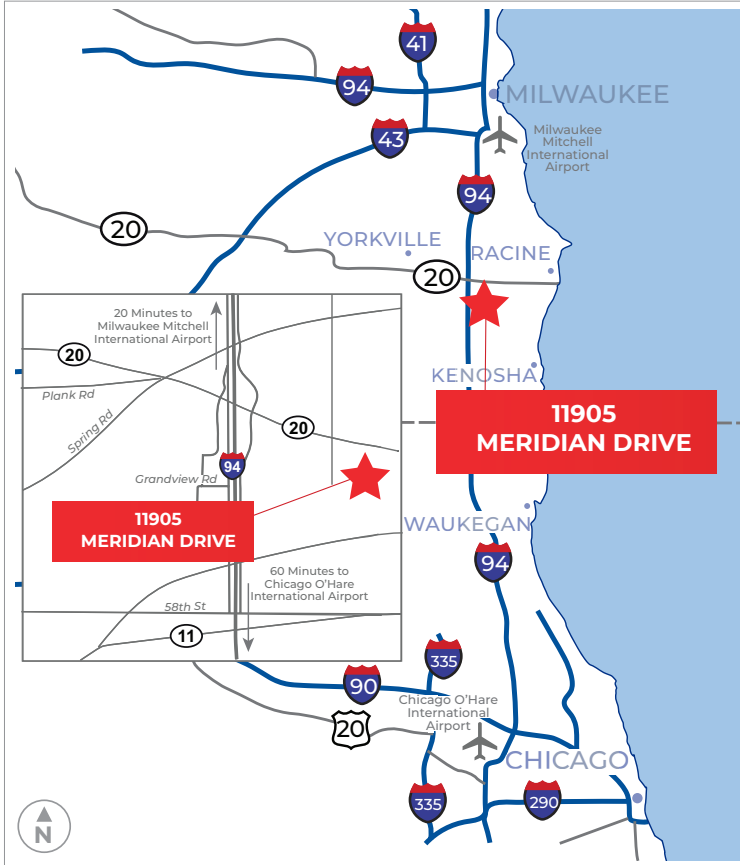 41
94
MILWAUKEE
43
Milwaukee
Mitchell
International
Airport
94
20
YORKVILLE
RACINE
20
20 Minutes to
Milwaukee Mitchell
International Airport
20
Plank Rd
Spring Rd
20
94
Grandview Rd
11905
MERIDIAN DRIVE
60 Minutes to
Chicago O'Hare
International Airport
58th St
11
KENOSHA
11905
MERIDIAN DRIVE
WAUKEGAN
94
335
90
Chicago O'Hare
International
Airport
20
CHICAGO
335
290
N